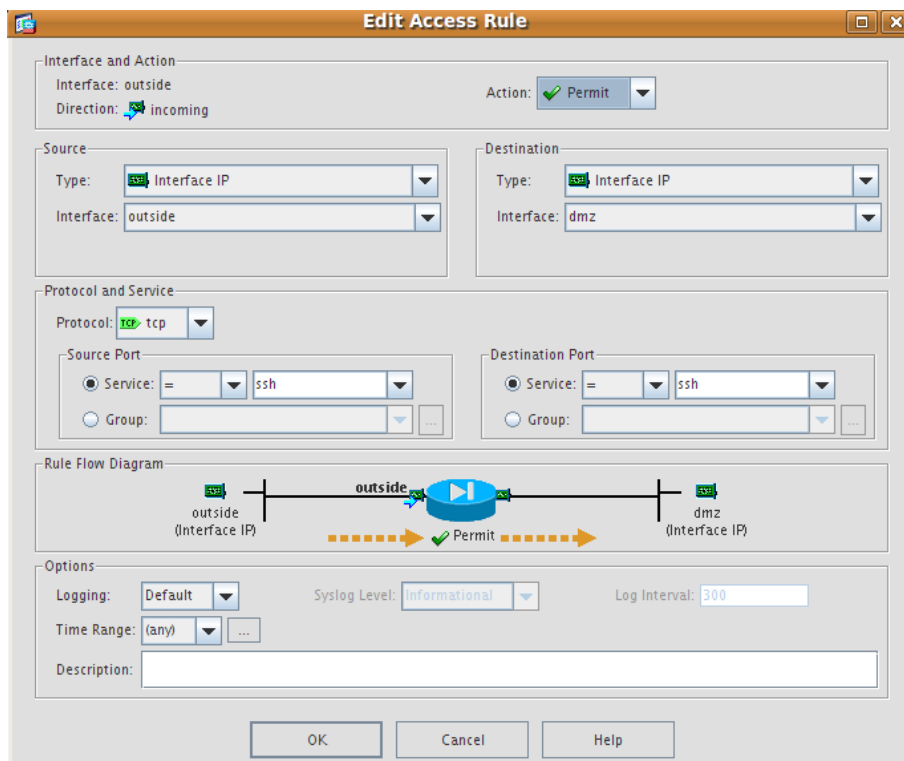 Edit Access Rule
Interface and Action
Interface: outside
Action: Permit
Direction: incoming
Source
Type: Interface IP
Interface: outside
Destination
Type: Interface IP
Interface: dmz
Protocol and Service
Protocol: TCP tcp
Source Port
Service: = ssh
Group: ...
Destination Port
Service: = ssh
Group: ...
Rule Flow Diagram
outside
(Interface IP)
outside
Permit
dmz
(Interface IP)
Options
Logging: Default Syslog Level: Informational Log Interval: 300
Time Range: (any) ...
Description:
OK Cancel Help